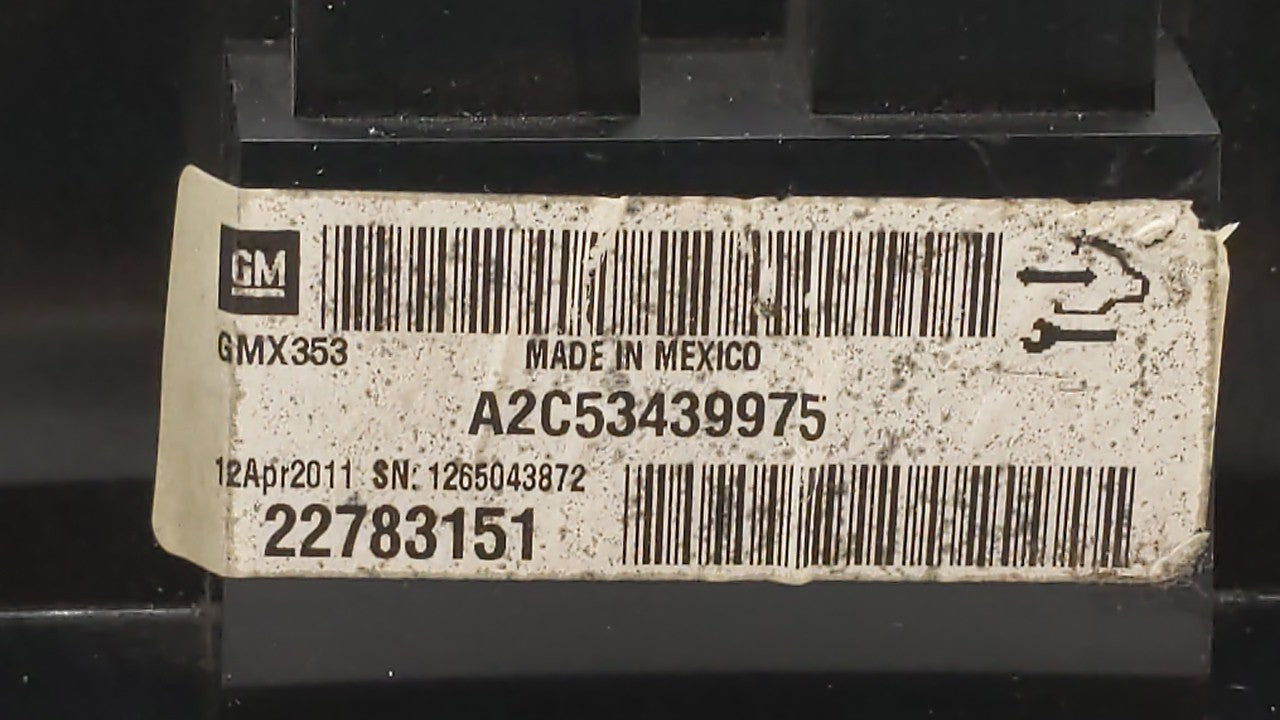 GM
GMX353
MADE IN MEXICO
A2C53439975
12Apr2011 SN: 1265043872
22783151